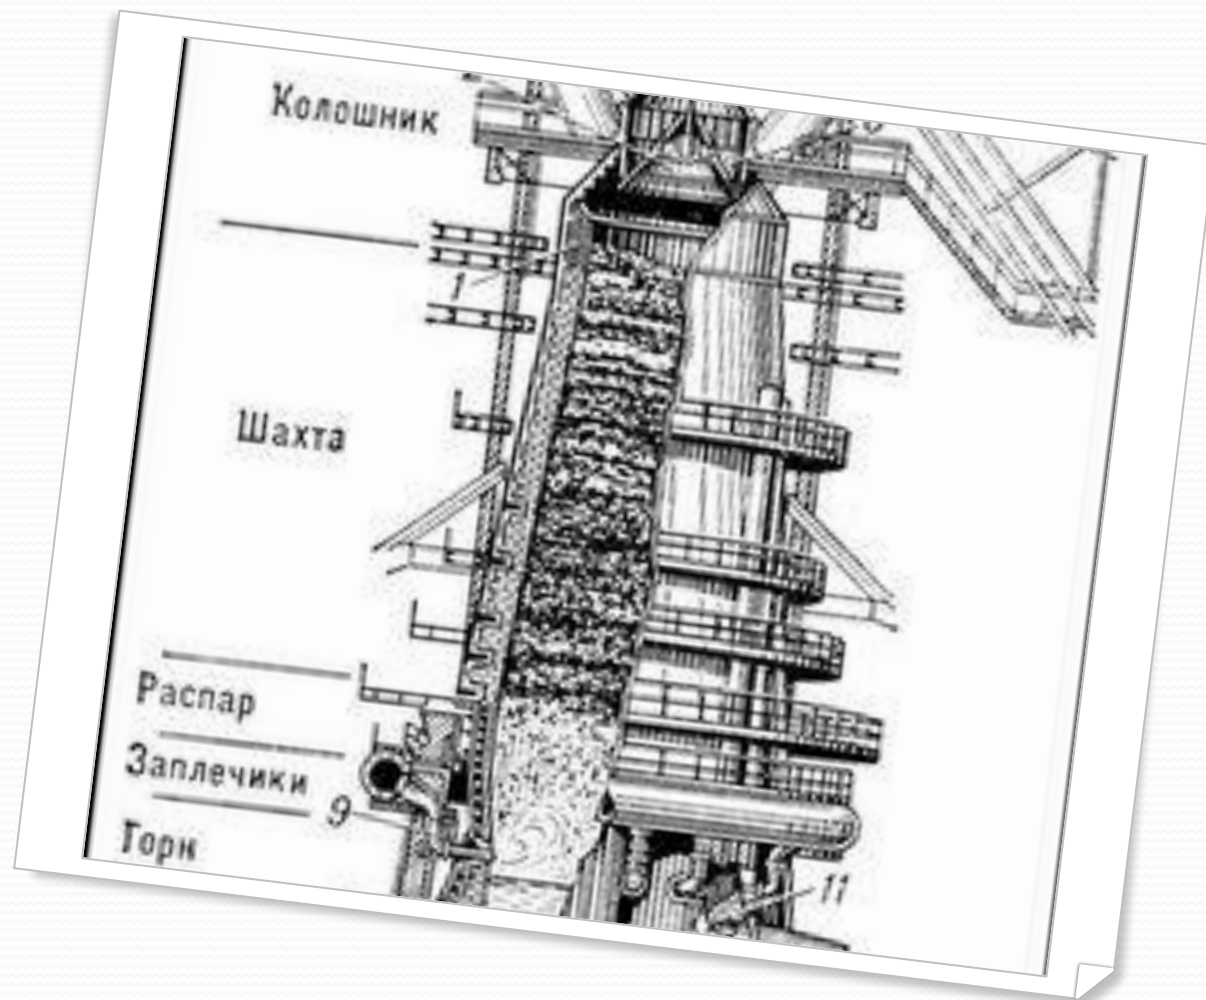 Колошник
1
Шахта
Распар
Заплечики
9
Горн
11